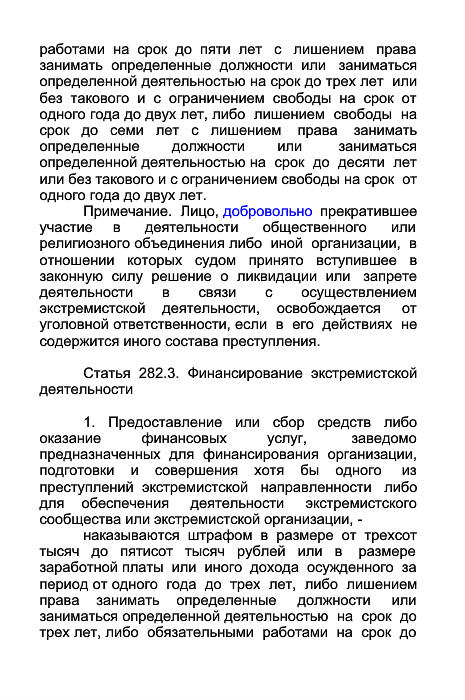 работами на срок до пяти лет с лишением права
занимать определенные должности или заниматься
определенной деятельностью на срок до трех лет или
без такового и с ограничением свободы на срок от
одного года до двух лет, либо лишением свободы на
срок до семи лет с лишением права занимать
определенные должности или заниматься
определенной деятельностью на срок до десяти лет
или без такового и с ограничением свободы на срок от
одного года до двух лет.
Примечание. Лицо, добровольно прекратившее
участие в деятельности общественного или
религиозного объединения либо иной организации, в
отношении которых судом принято вступившее в
законную силу решение о ликвидации или запрете
деятельности в связи с осуществлением
экстремистской деятельности, освобождается от
уголовной ответственности, если в его действиях не
содержится иного состава преступления.
Статья 282.3. Финансирование экстремистской
деятельности
1. Предоставление или сбор средств либо
оказание финансовых услуг, заведомо
предназначенных для финансирования организации,
подготовки и совершения хотя бы одного из
преступлений экстремистской направленности либо
для обеспечения деятельности экстремистского
сообщества или экстремистской организации, -
наказываются штрафом в размере от трехсот
тысяч до пятисот тысяч рублей или в размере
заработной платы или иного дохода осужденного за
период от одного года до трех лет, либо лишением
права занимать определенные должности или
заниматься определенной деятельностью на срок до
трех лет, либо обязательными работами на срок до